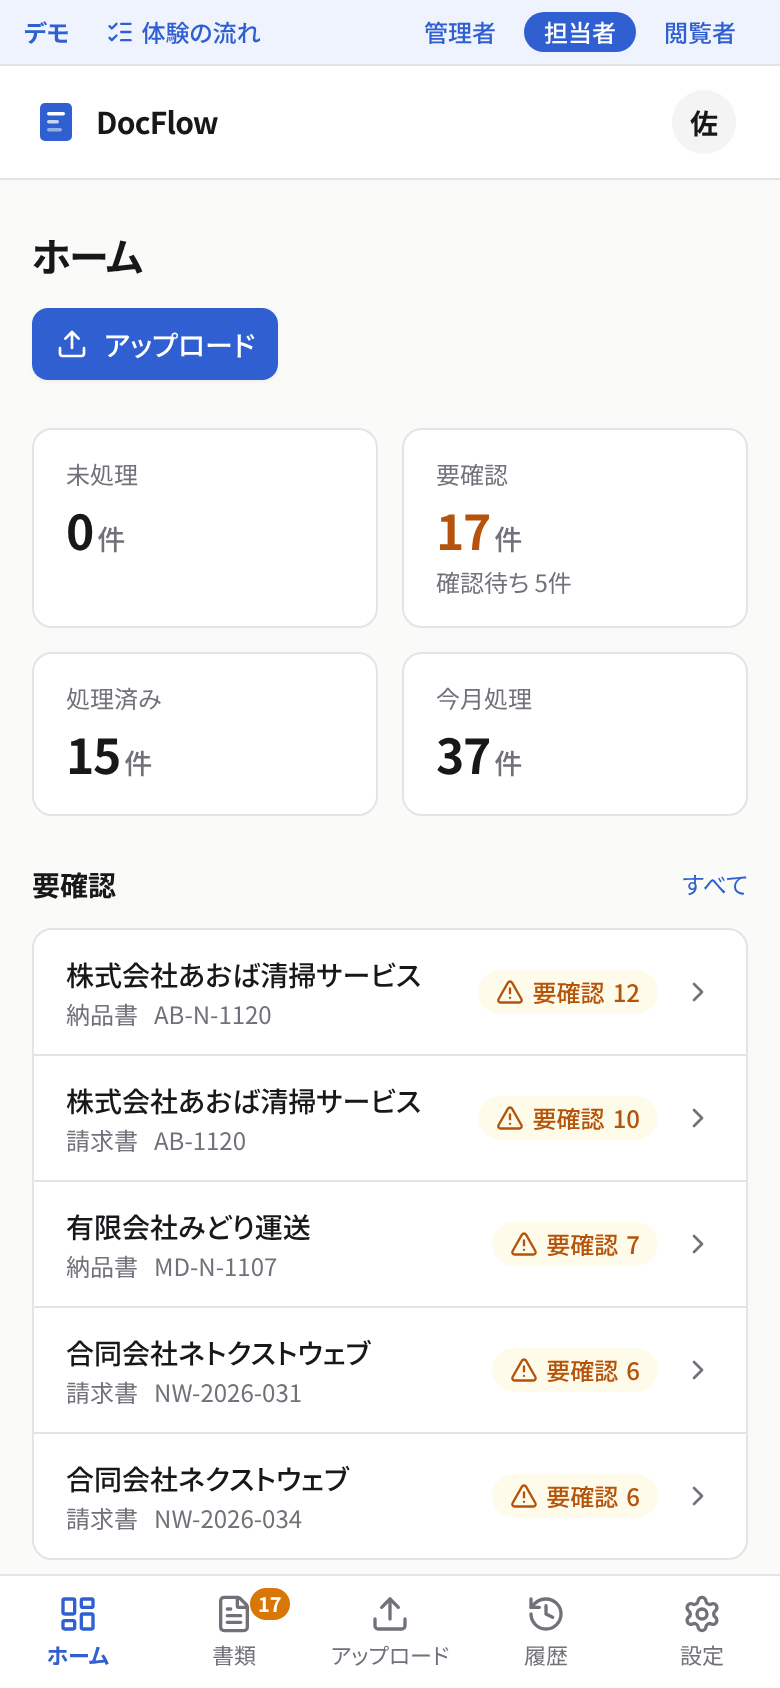 デモ 体験の流れ 管理者 担当者 閲覧者
DocFlow 佐
ホーム
アップロード
未処理
0件
要確認
17件
確認待ち 5件
処理済み
15件
今月処理
37件
要確認 すべて
株式会社あおば清掃サービス
納品書 AB-N-1120
要確認 12
株式会社あおば清掃サービス
請求書 AB-1120
要確認 10
有限会社みどり運送
納品書 MD-N-1107
要確認 7
合同会社ネトクストウェブ
請求書 NW-2026-031
要確認 6
合同会社ネクストウェブ
請求書 NW-2026-034
要確認 6
17
ホーム 書類 アップロード 履歴 設定